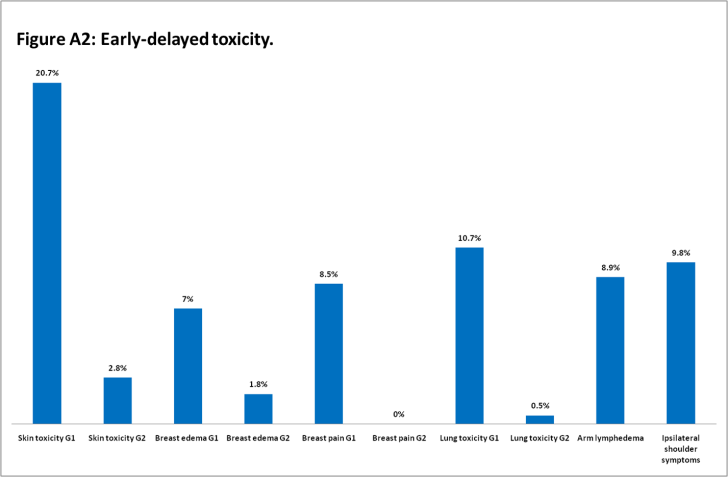 Figure A2: Early-delayed toxicity.
20.7%
2.8%
7%
1.8%
8.5%
0%
10.7%
0.5%
8.9%
9.8%
Skin toxicity G1
Skin toxicity G2
Breast edema G1
Breast edema G2
Breast pain G1
Breast pain G2
Lung toxicity G1
Lung toxicity G2
Arm lymphedema
Ipsilateral
shoulder
symptoms